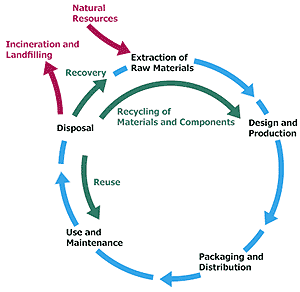 Natural
Resources
Incineration and
Landfilling
Extraction of
Raw Materials
Recovery
Recycling of
Materials and Components
Disposal
Design and
Production
Reuse
Use and
Maintenance
Packaging and
Distribution